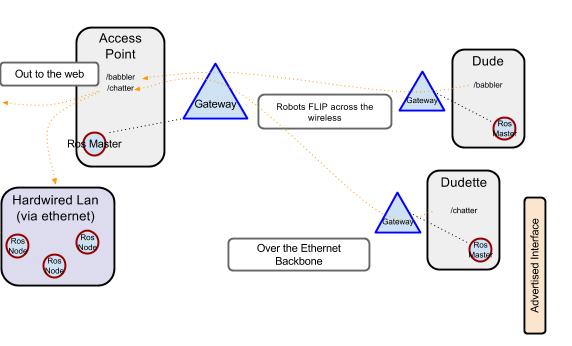 Access
Point
Out to the web
/babbler
/chatter
Ros Master
Gateway
Robots FLIP across the
wireless
Gateway
Dude
/babbler
Ros
Master
Hardwired Lan
(via ethernet)
Ros
Node
Ros
Node
Ros
Node
Over the Ethernet
Backbone
Gateway
Dudette
/chatter
Ros
Master
Advertised Interface